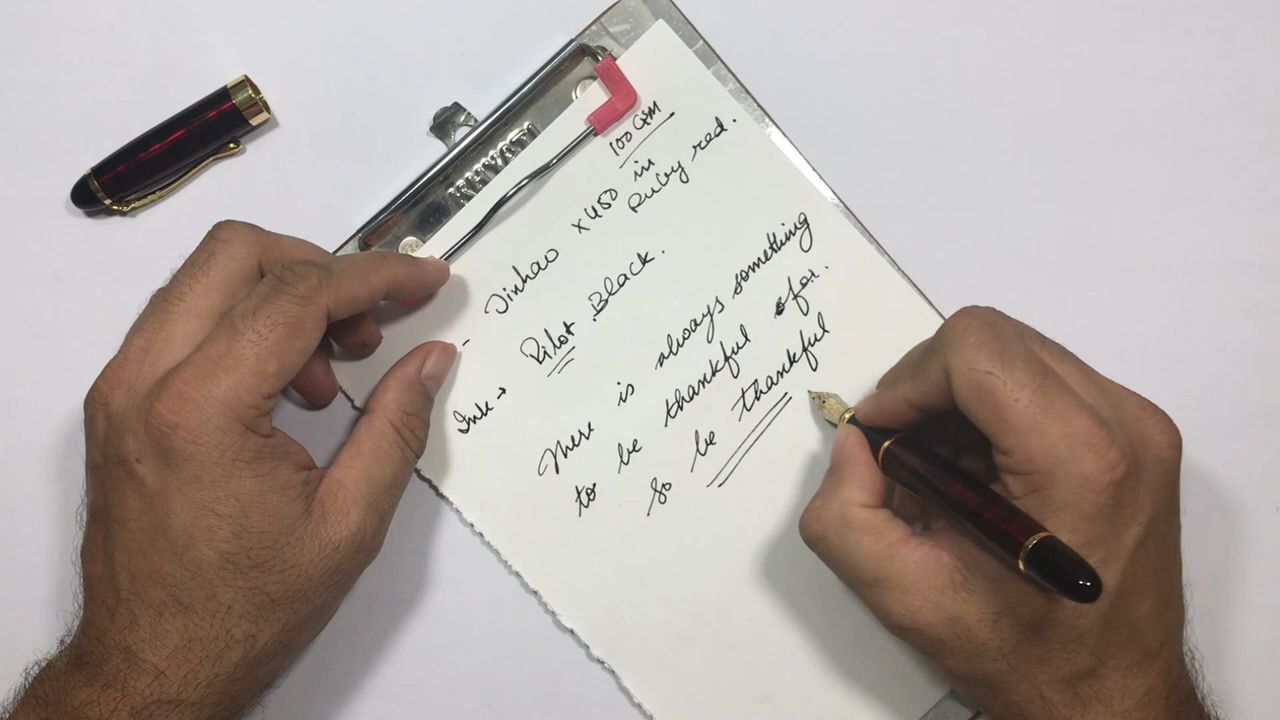 KHYATI
100 GSM
- Jinhao x450 in
Ruby red.
Ink → Pilot Black.
There is always something
to be thankful for.
So be thankful